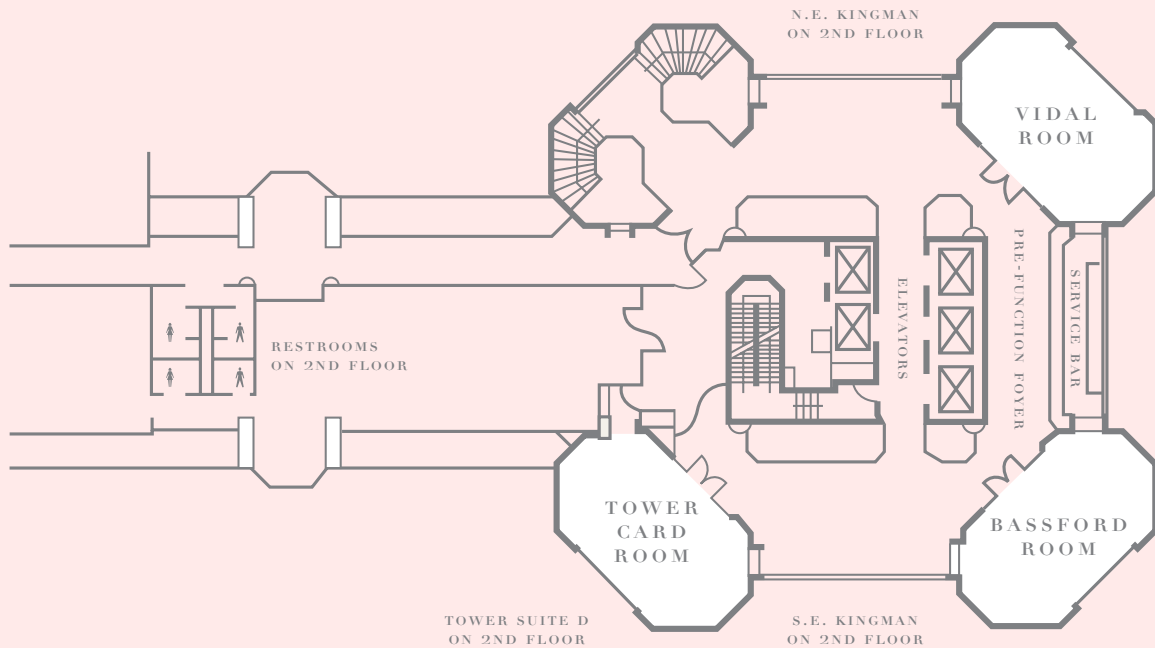 N.E. KINGMAN
ON 2ND FLOOR
VIDAL
ROOM
ELEVATORS
PRE-FUNCTION FOYER
SERVICE BAR
RESTROOMS
ON 2ND FLOOR
TOWER
CARD
ROOM
BASSFORD
ROOM
TOWER SUITE D
ON 2ND FLOOR
S.E. KINGMAN
ON 2ND FLOOR